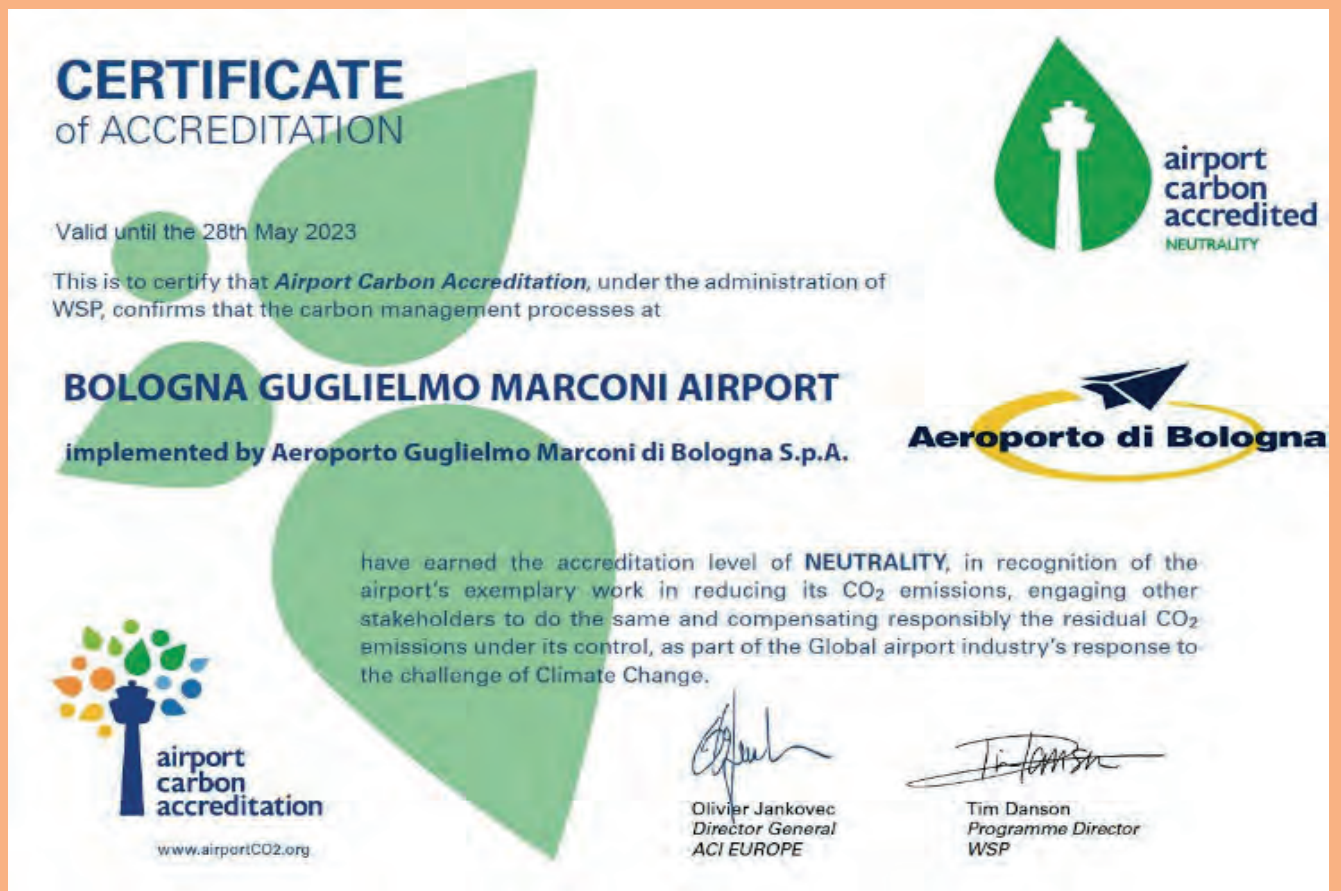 CERTIFICATE
of ACCREDITATION
airport
carbon
accredited
NEUTRALITY
Valid until the 28th May 2023
This is to certify that Airport Carbon Accreditation, under the administration of
WSP, confirms that the carbon management processes at
BOLOGNA GUGLIELMO MARCONI AIRPORT
implemented by Aeroporto Guglielmo Marconi di Bologna S.p.A.
Aeroporto di Bologna
have earned the accreditation level of NEUTRALITY, in recognition of the
airport's exemplary work in reducing its CO₂ emissions, engaging other
stakeholders to do the same and compensating responsibly the residual CO₂
emissions under its control, as part of the Global airport industry's response to
the challenge of Climate Change.
airport
carbon
accreditation
www.airportCO2.org
Olivier Jankovec
Director General
ACI EUROPE
Tim Danson
Programme Director
WSP